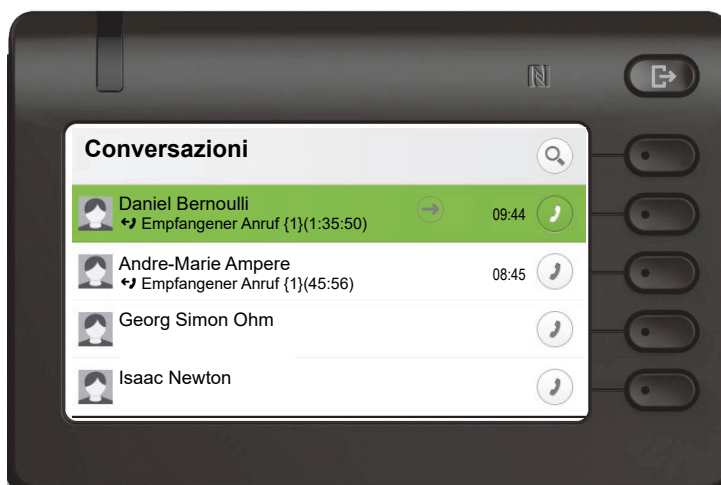 Conversazioni
Daniel Bernoulli
Empfangener Anruf {1}(1:35:50)
09:44
Andre-Marie Ampere
Empfangener Anruf {1}(45:56)
08:45
Georg Simon Ohm
Isaac Newton